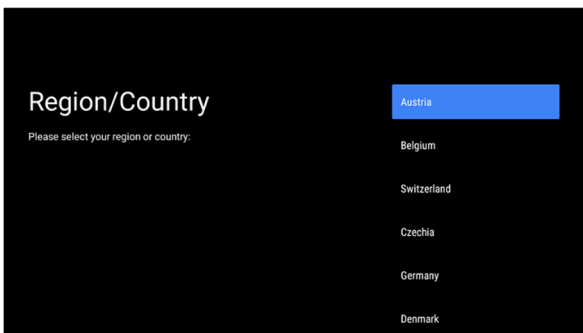 Region/Country
Please select your region or country:
Austria
Belgium
Switzerland
Czechia
Germany
Denmark